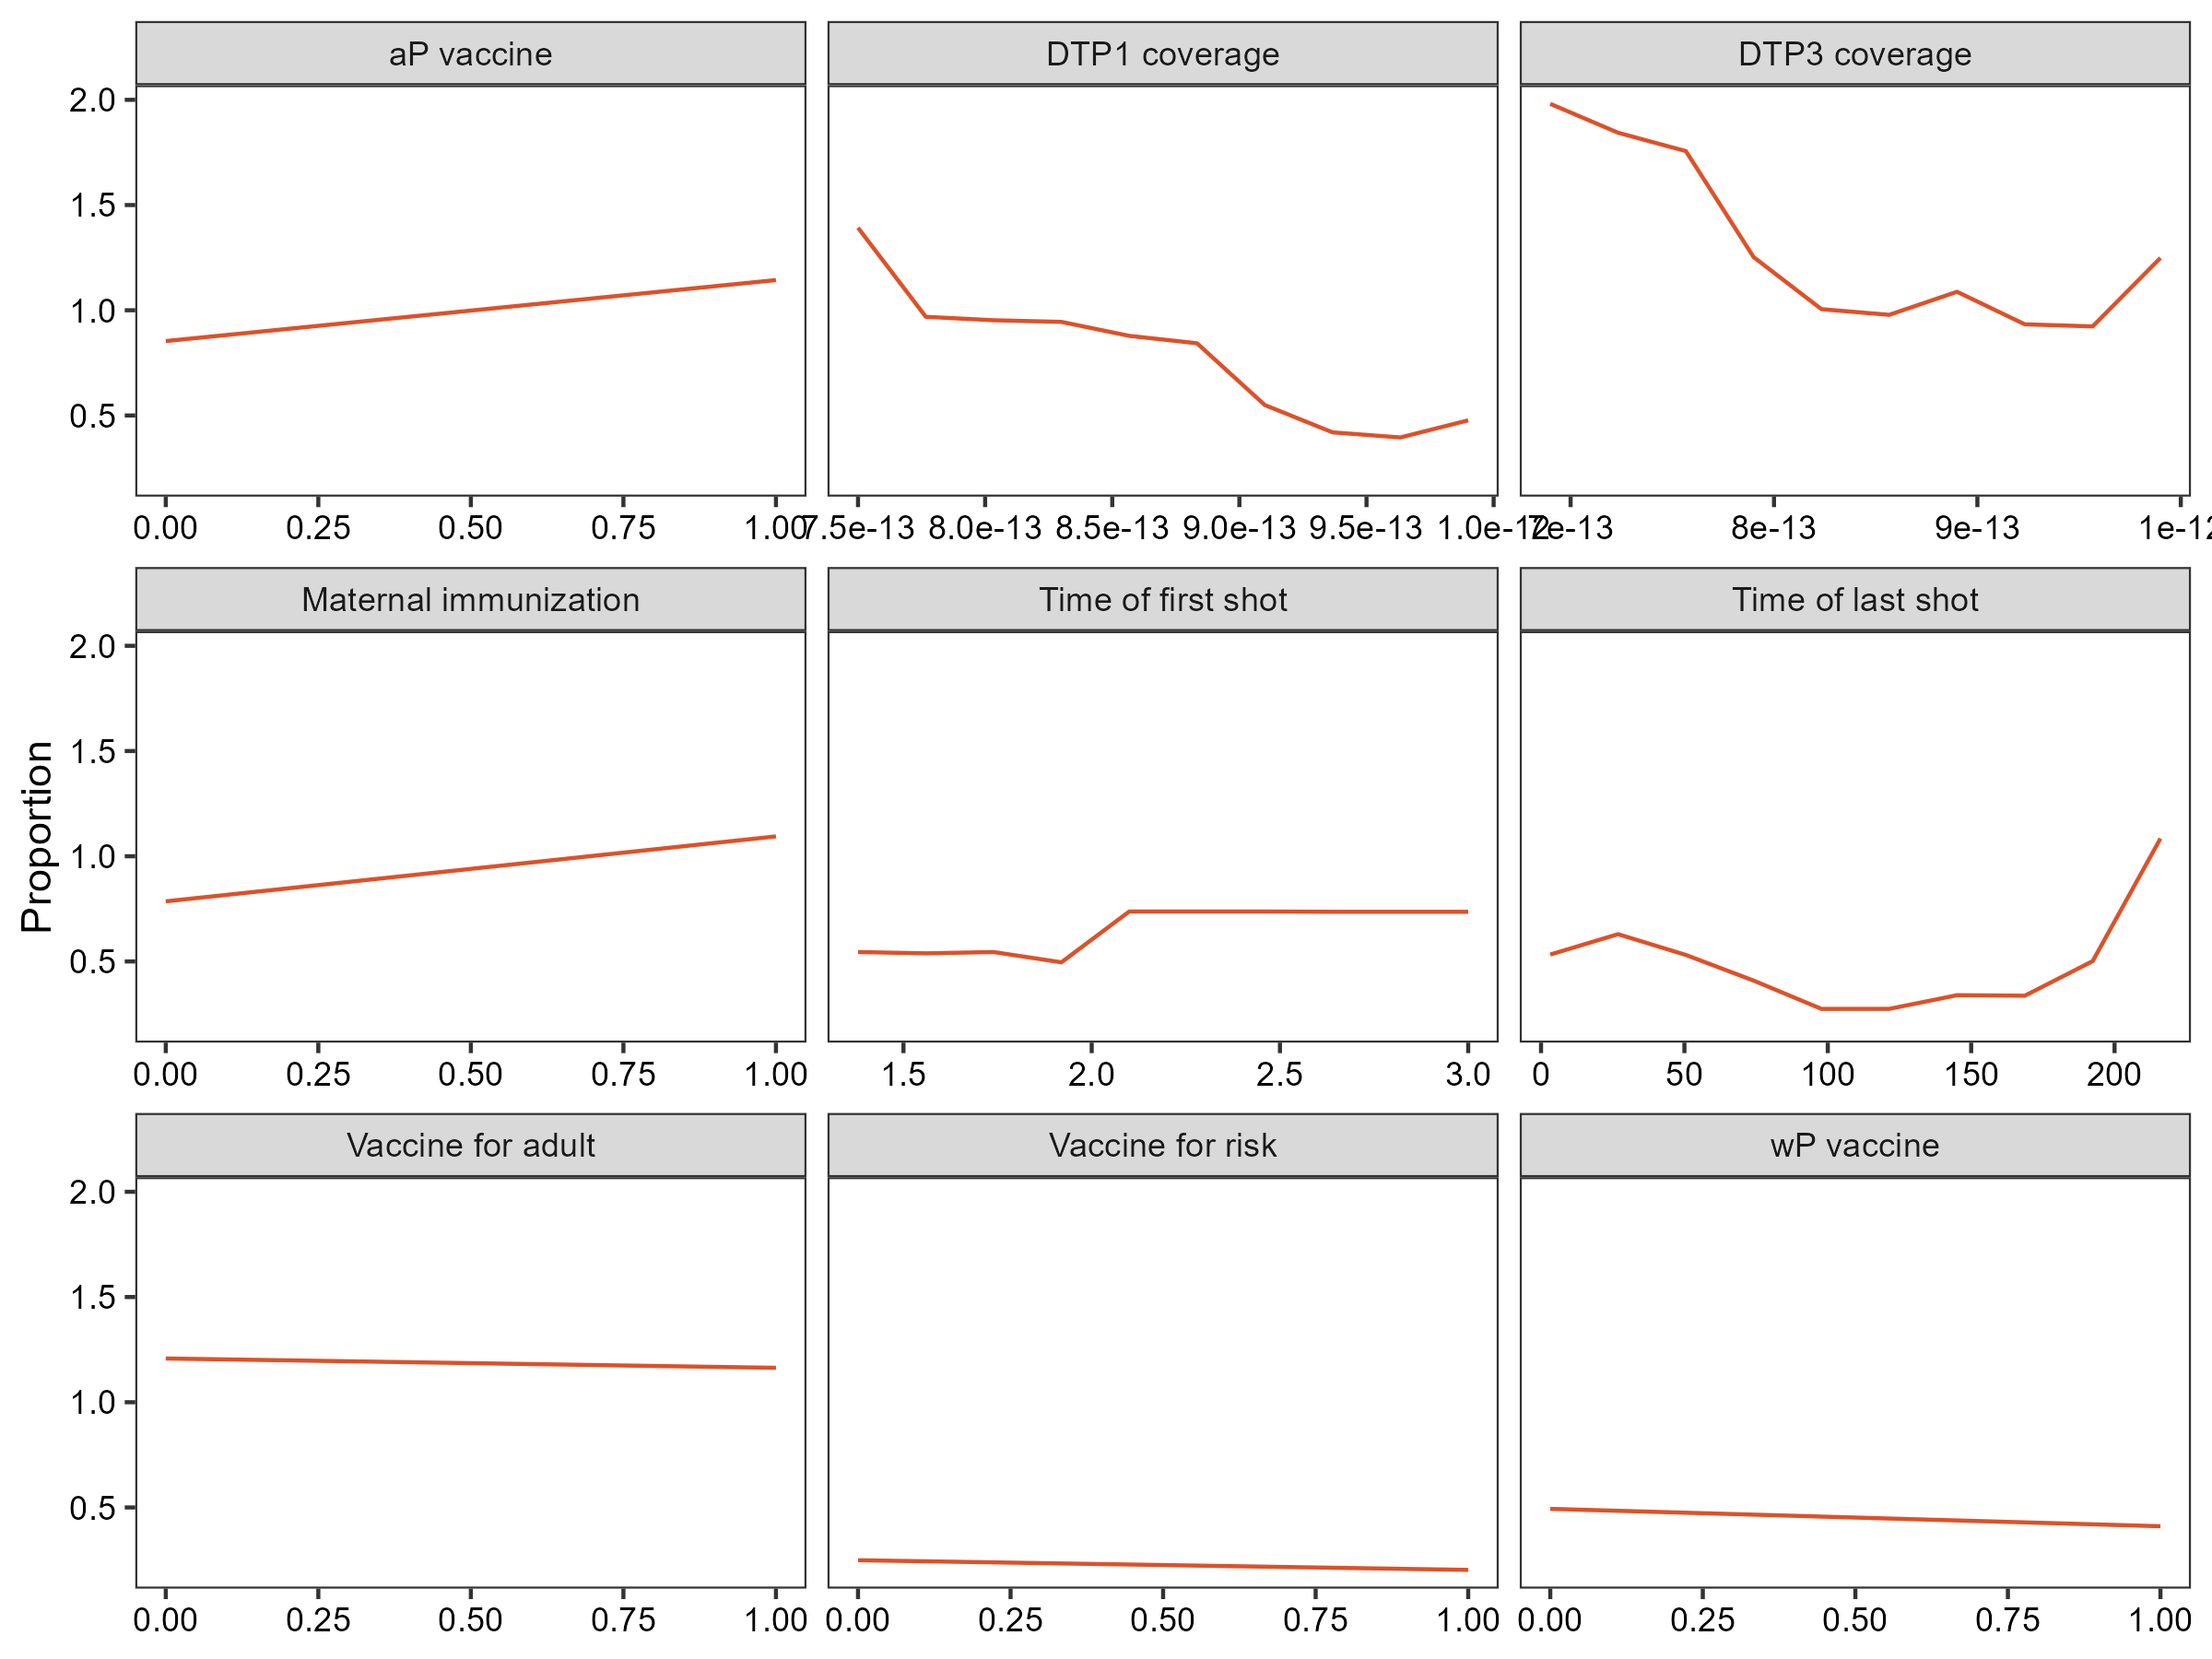 aP vaccine
DTP1 coverage
DTP3 coverage
2.0
1.5
1.0
0.5
0.00 0.25 0.50 0.75 1.00
7.5e-13 8.0e-13 8.5e-13 9.0e-13 9.5e-13
8e-13 9e-13
Maternal immunization
Time of first shot
Time of last shot
Proportion
2.0
1.5
1.0
0.5
0.00 0.25 0.50 0.75 1.00
1.5 2.0 2.5 3.0
0 50 100 150 200
Vaccine for adult
Vaccine for risk
wP vaccine
2.0
1.5
1.0
0.5
0.00 0.25 0.50 0.75 1.00
0.00 0.25 0.50 0.75 1.00
0.00 0.25 0.50 0.75 1.00